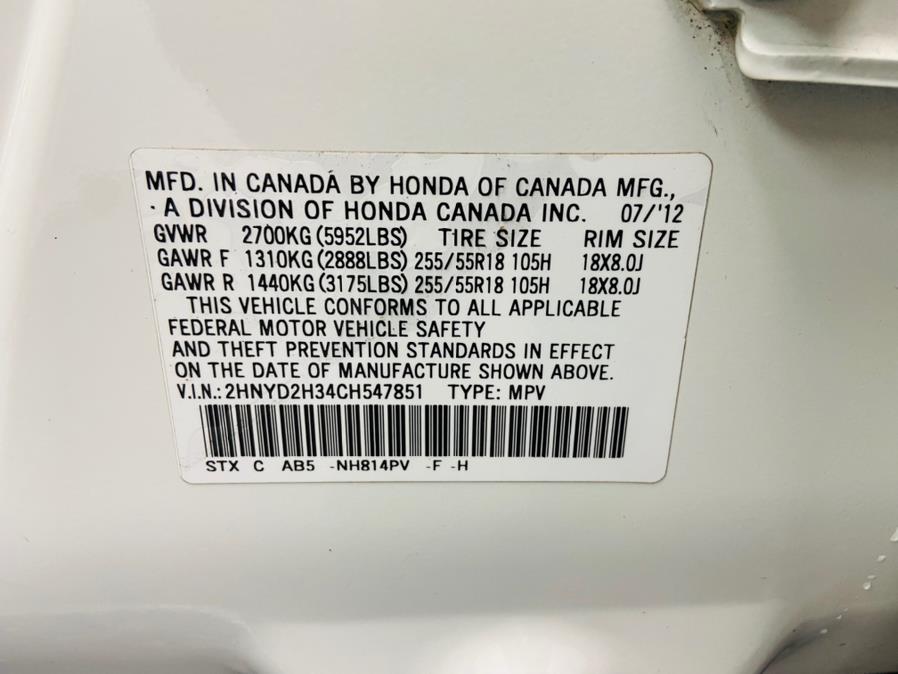 MFD. IN CANADA BY HONDA OF CANADA MFG.,
A DIVISION OF HONDA CANADA INC. 07/'12
GVWR 2700KG (5952LBS) TIRE SIZE RIM SIZE
GAWR F 1310KG (2888LBS) 255/55R18 105H 18X8.0J
GAWR R 1440KG (3175LBS) 255/55R18 105H 18X8.0J
THIS VEHICLE CONFORMS TO ALL APPLICABLE
FEDERAL MOTOR VEHICLE SAFETY
AND THEFT PREVENTION STANDARDS IN EFFECT
ON THE DATE OF MANUFACTURE SHOWN ABOVE.
V.I.N.: 2HNYD2H34CH547851 TYPE: MPV
STX C AB5 -NH814PV -F -H